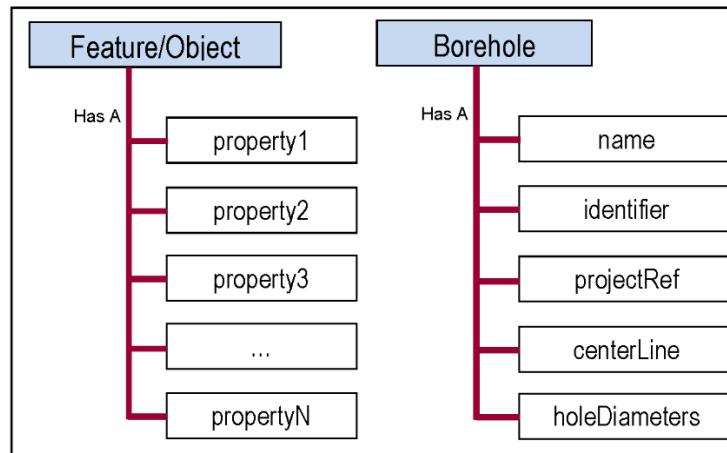 Feature/Object
Has A
property1
property2
property3
...
propertyN
Borehole
Has A
name
identifier
projectRef
centerLine
holeDiameters